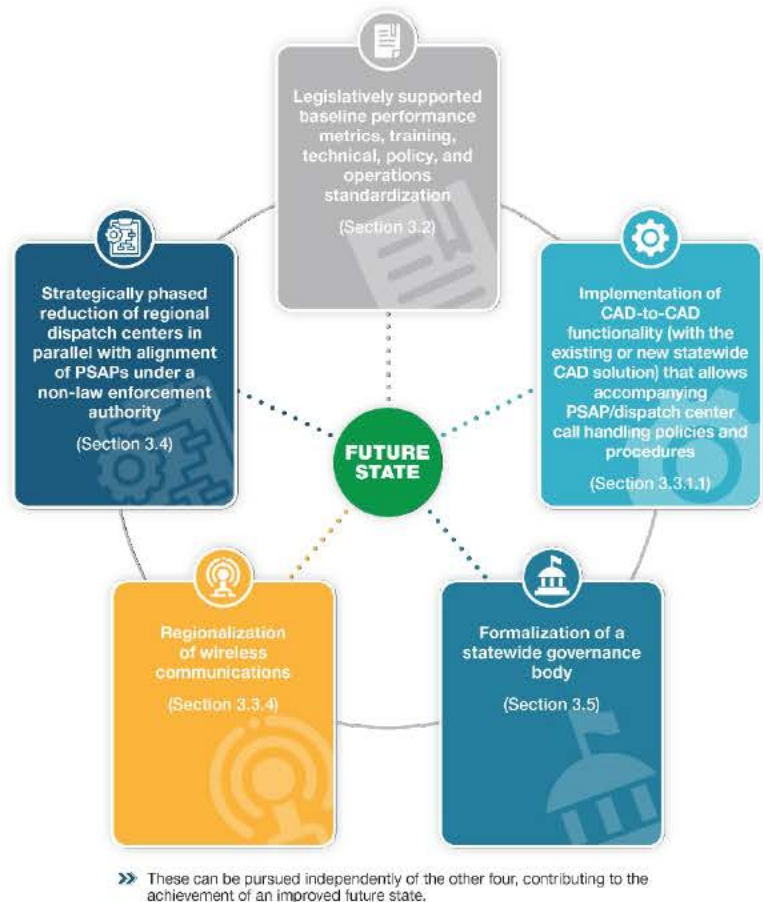 Legislatively supported
baseline performance
metrics, training,
technical, policy, and
operations
standardization
(Section 3.2)
Strategically phased
reduction of regional
dispatch centers in
parallel with alignment
of PSAPs under a
non-law enforcement
authority
(Section 3.4)
Implementation of
CAD-to-CAD
functionality (with the
existing or new statewide
CAD solution) that allows
accompanying
PSAP/dispatch center
call handling policies and
procedures
(Section 3.3.1.1)
FUTURE
STATE
Regionalization
of wireless
communications
(Section 3.3.4)
Formalization of a
statewide governance
body
(Section 3.5)
These can be pursued independently of the other four, contributing to the
achievement of an improved future state.